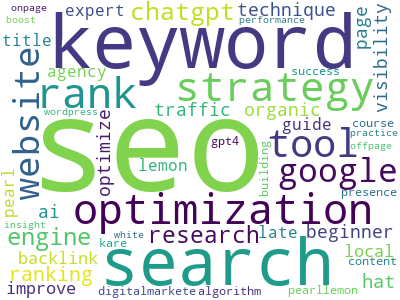 onpage
boost
expert
chatgpt
technique
performance
title
keyword
page
visibility
website
agency
rank
strategy
success
wordpress
traffic
organic
optimize
seo
gpt4
guide
course
practice
tool
offpage
pearl
ai
lemon
building
google
optimization
presence
insight
engine
white
kare
research
late
beginner
backlink
search
local
content
ranking
hat
improve
digitalmarkete
algorithm
pearllemon